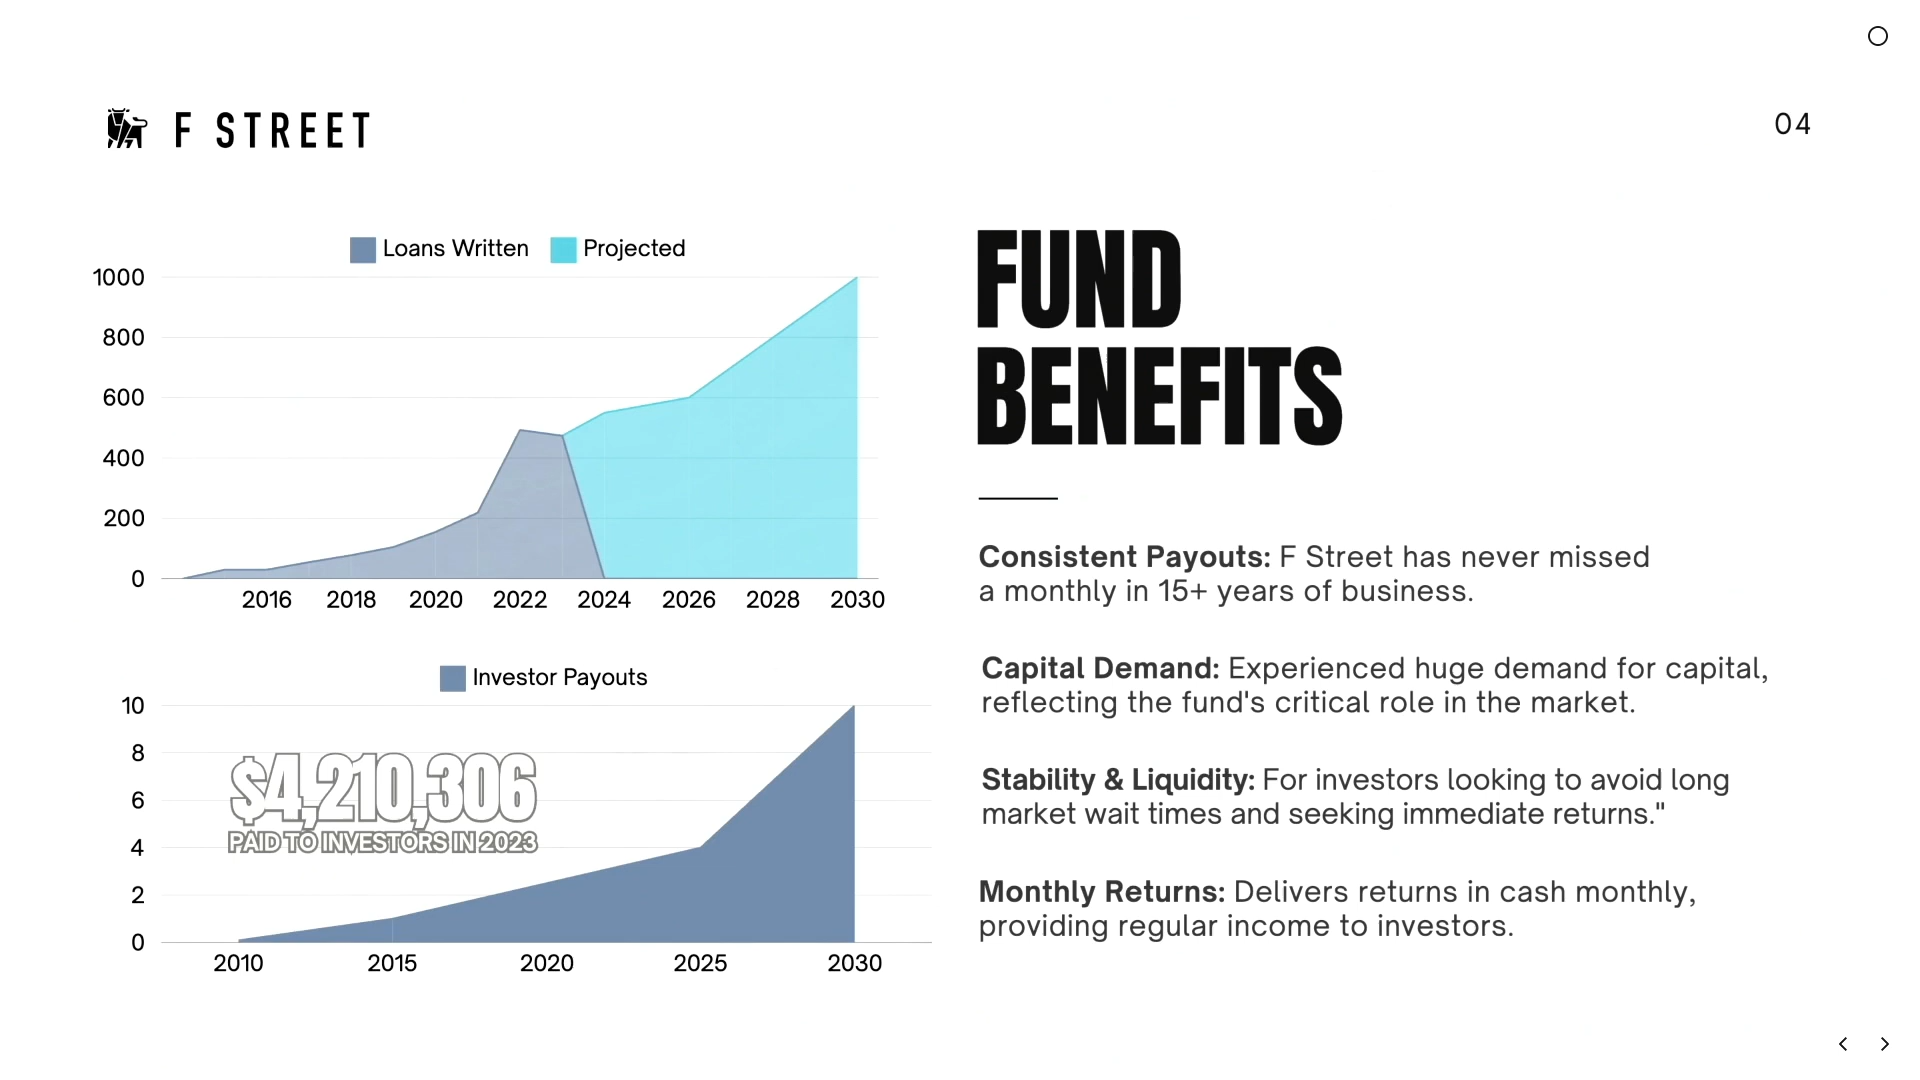 F STREET
04
Loans Written Projected
1000
800
600
400
200
0
2016 2018 2020 2022 2024 2026 2028 2030
Investor Payouts
10
8
6
4
2
0
$4,210,306
PAID TO INVESTORS IN 2023
2010 2015 2020 2025 2030
FUND
BENEFITS
Consistent Payouts: F Street has never missed
a monthly in 15+ years of business.
Capital Demand: Experienced huge demand for capital,
reflecting the fund's critical role in the market.
Stability & Liquidity: For investors looking to avoid long
market wait times and seeking immediate returns."
Monthly Returns: Delivers returns in cash monthly,
providing regular income to investors.